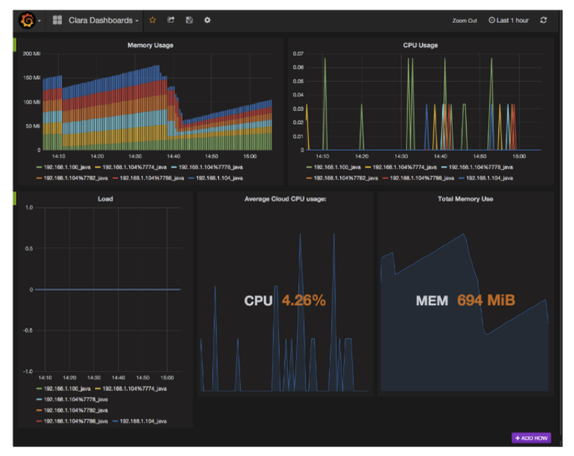 Clara Dashboards
Zoom Out
Last 1 hour
Memory Usage
200 Mil
150 Mil
100 Mil
50 Mil
0
14:10 14:20 14:30 14:40 14:50 15:00
192.168.1.100_java 192.168.1.104%7774_java 192.168.1.104%7778_java
192.168.1.104%7782_java 192.168.1.104%7786_java 192.168.1.104_java
CPU Usage
0.07
0.06
0.05
0.04
0.03
0.02
0.01
0
14:10 14:20 14:30 14:40 14:50 15:00
192.168.1.100_java 192.168.1.104%7774_java 192.168.1.104%7778_java
192.168.1.104%7782_java 192.168.1.104%7786_java 192.168.1.104_java
Load
1.0
0.5
0
-0.5
-1.0
14:10 14:20 14:30 14:40 14:50 15:00
192.168.1.100_java 192.168.1.104%7774_java
192.168.1.104%7778_java
192.168.1.104%7782_java
192.168.1.104%7786_java 192.168.1.104_java
Average Cloud CPU usage:
CPU 4.26%
Total Memory Use
MEM 694 MiB
+ ADD ROW